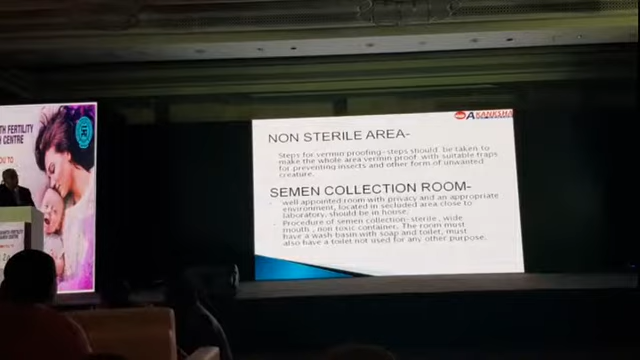 TH FERTILITY
CENTRE
AKANKSHA
NON STERILE AREA-
Steps for vermin proofing-steps should be taken to
make the whole area vermin proof with suitable traps
for preventing insects and other form of unwanted
creature.
SEMEN COLLECTION ROOM-
well appointed room with privacy and an appropriate
environment, located in secluded area close to
laboratory, should be in house.
Procedure of semen collection- sterile, wide
mouth, non toxic container. The room must
have a wash basin with soap and toilet, must
also have a toilet not used for any other purpose.